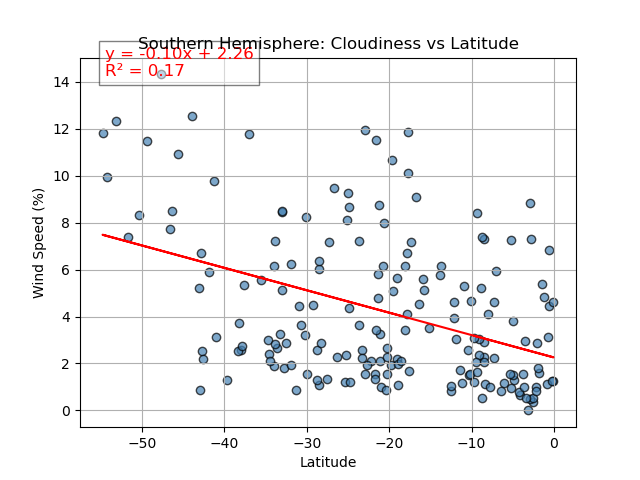 Southern Hemisphere: Cloudiness vs Latitude
y = -0.10x + 2.26
R² = 0.17
14
12
10
8
6
4
2
0
Wind Speed (%)
−50 −40 −30 −20 −10 0
Latitude